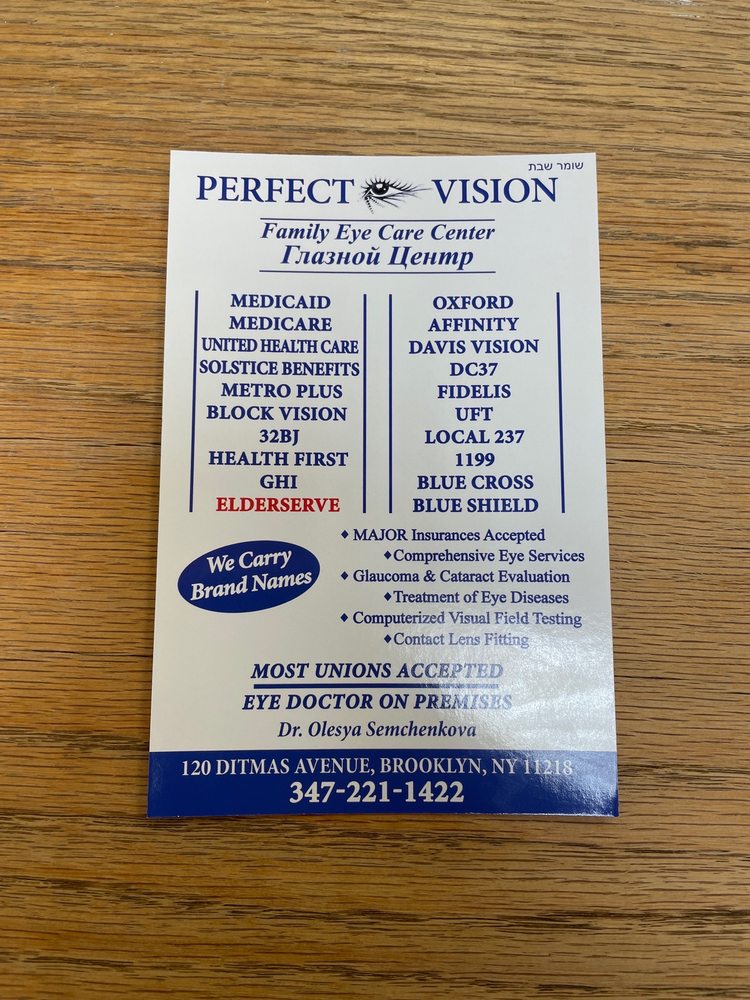 שומר שבת
PERFECT VISION
Family Eye Care Center
Глазной Центр
MEDICAID
MEDICARE
UNITED HEALTH CARE
SOLSTICE BENEFITS
METRO PLUS
BLOCK VISION
32BJ
HEALTH FIRST
GHI
ELDERSERVE
OXFORD
AFFINITY
DAVIS VISION
DC37
FIDELIS
UFT
LOCAL 237
1199
BLUE CROSS
BLUE SHIELD
We Carry
Brand Names
♦ MAJOR Insurances Accepted
♦ Comprehensive Eye Services
♦ Glaucoma & Cataract Evaluation
♦ Treatment of Eye Diseases
♦ Computerized Visual Field Testing
♦ Contact Lens Fitting
MOST UNIONS ACCEPTED
EYE DOCTOR ON PREMISES
Dr. Olesya Semchenkova
120 DITMAS AVENUE, BROOKLYN, NY 11218
347-221-1422